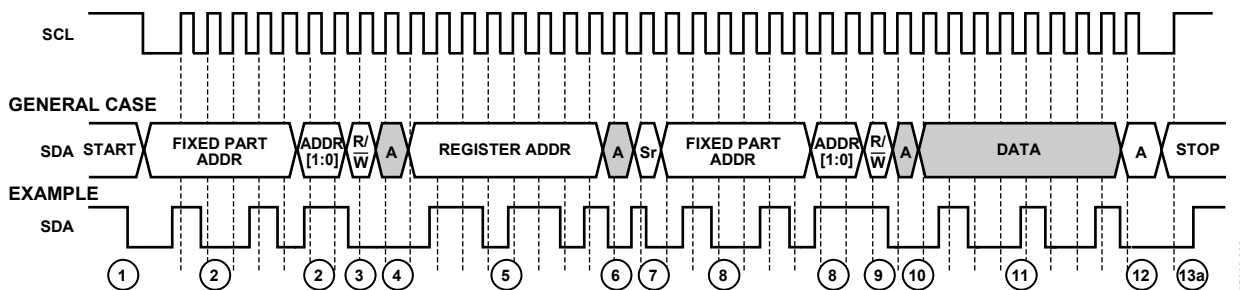 SCL
GENERAL CASE
SDA START FIXED PART ADDR ADDR [1:0] R/W A REGISTER ADDR A Sr FIXED PART ADDR ADDR [1:0] R/W A DATA A STOP
EXAMPLE
SDA
1 2 2 3 4 5 6 7 8 8 9 10 11 12 13a